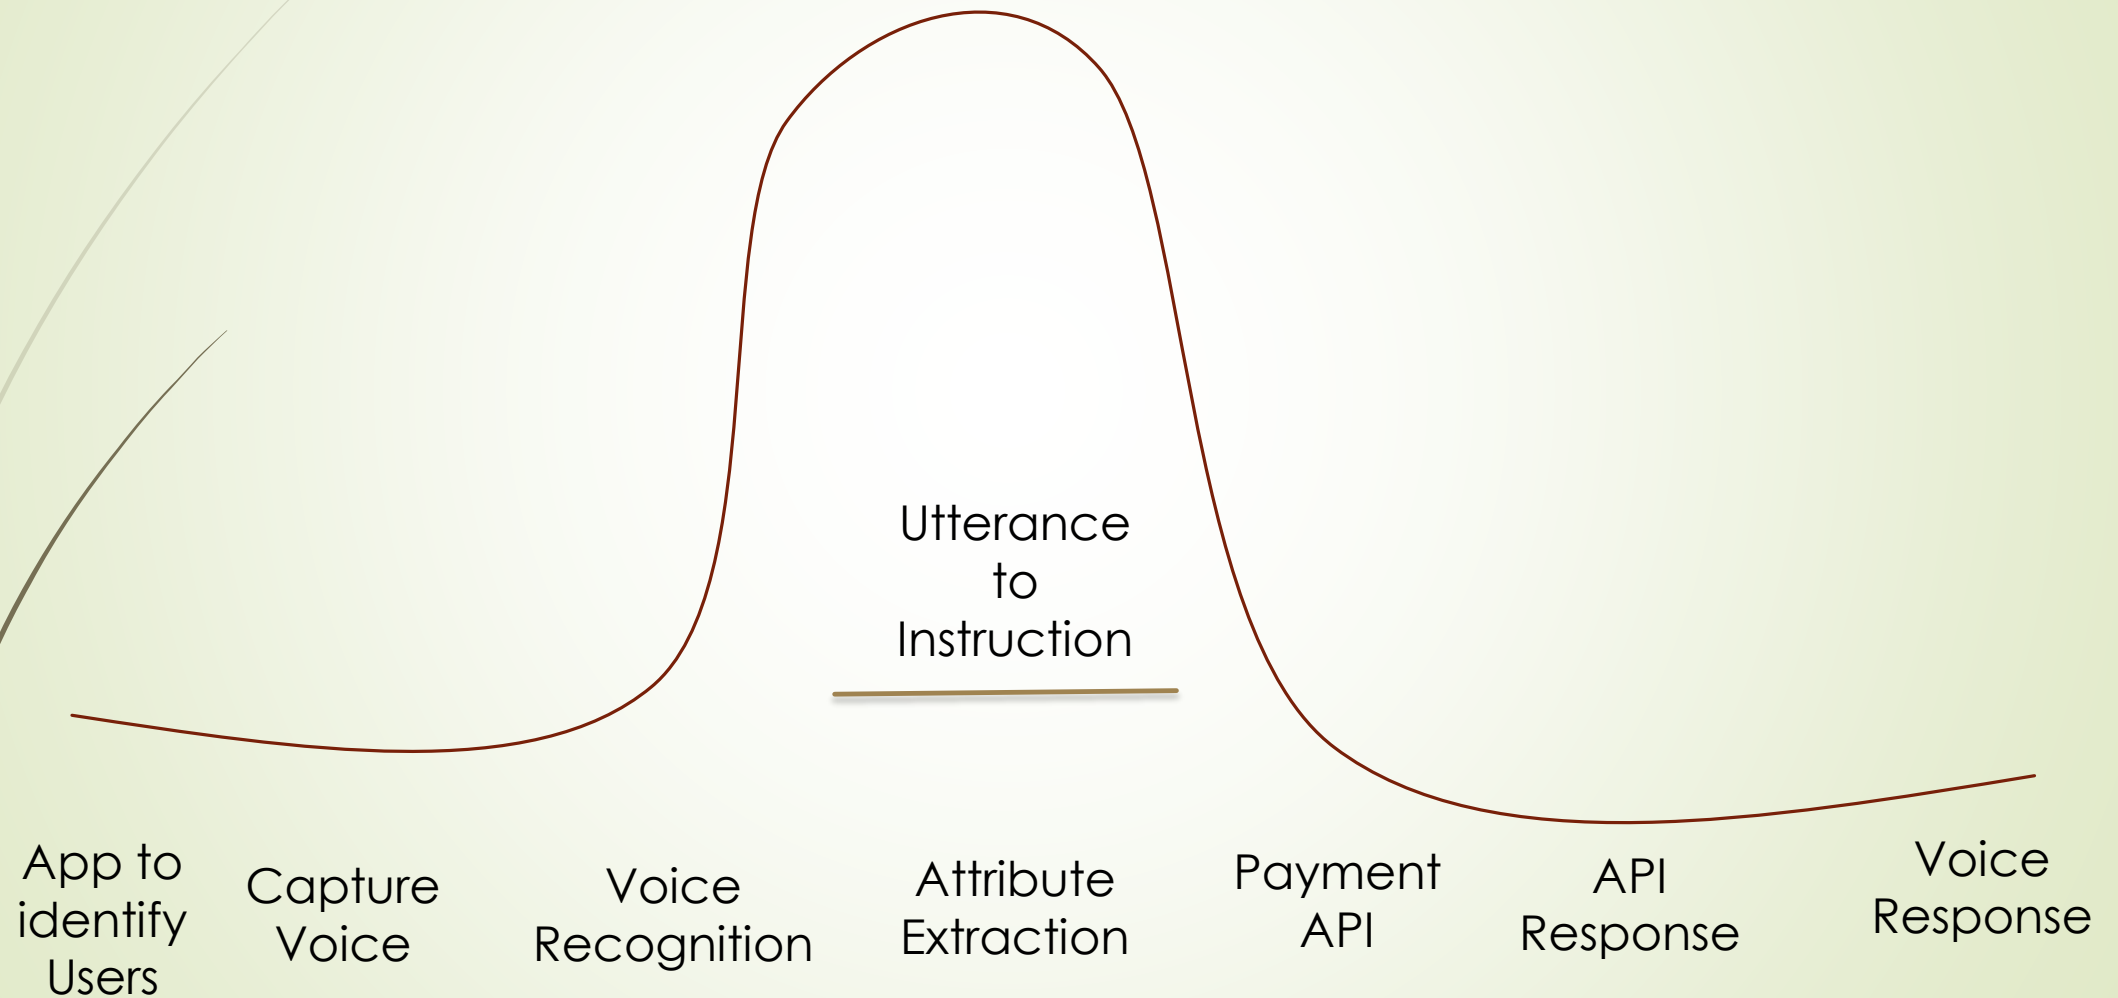 Utterance
to
Instruction
App to
identify
Users
Capture
Voice
Voice
Recognition
Attribute
Extraction
Payment
API
API
Response
Voice
Response